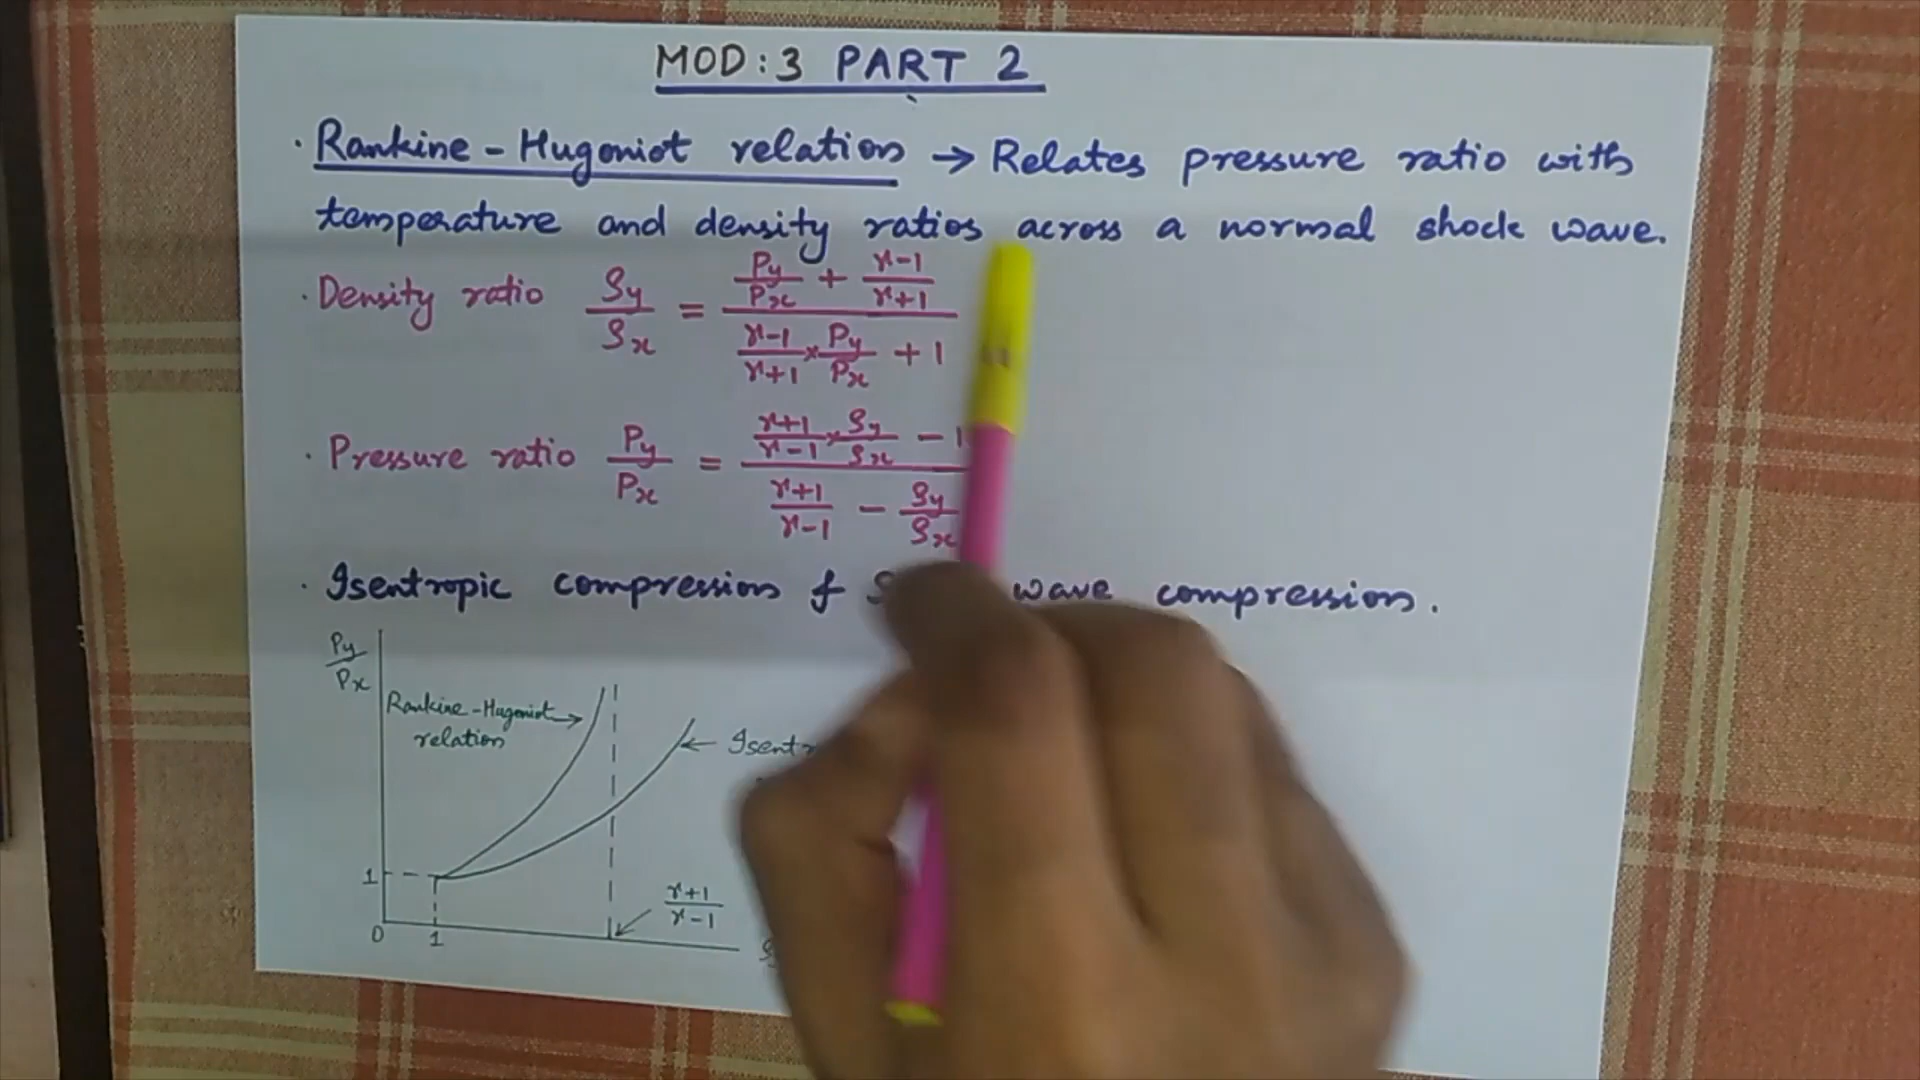 MOD:3 PART 2
· Rankine-Hugoniot relation → Relates pressure ratio with
temperature and density ratios across a normal shock wave.
· Density ratio ρy/ρx = (Py/Px + (γ-1)/(γ+1)) / ((γ-1)/(γ+1) × Py/Px + 1)
· Pressure ratio Py/Px = ((γ+1)/(γ-1) × ρy/ρx - 1) / ((γ+1)/(γ-1) - ρy/ρx)
· Isentropic compression & wave compression.
Py/Px
Rankine-Hugoniot →
relation
←
1
(γ+1)/(γ-1)
0
1